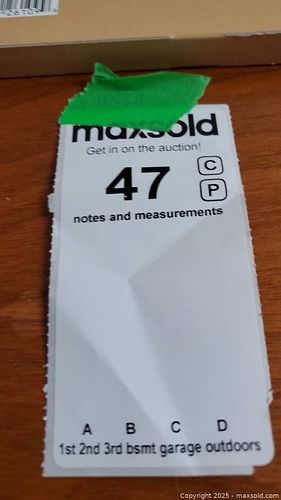 maxsold
Get in on the auction!
47
C
P
notes and measurements
A B C D
1st 2nd 3rd bsmt garage outdoors
Copyright 2025 - maxsold.com